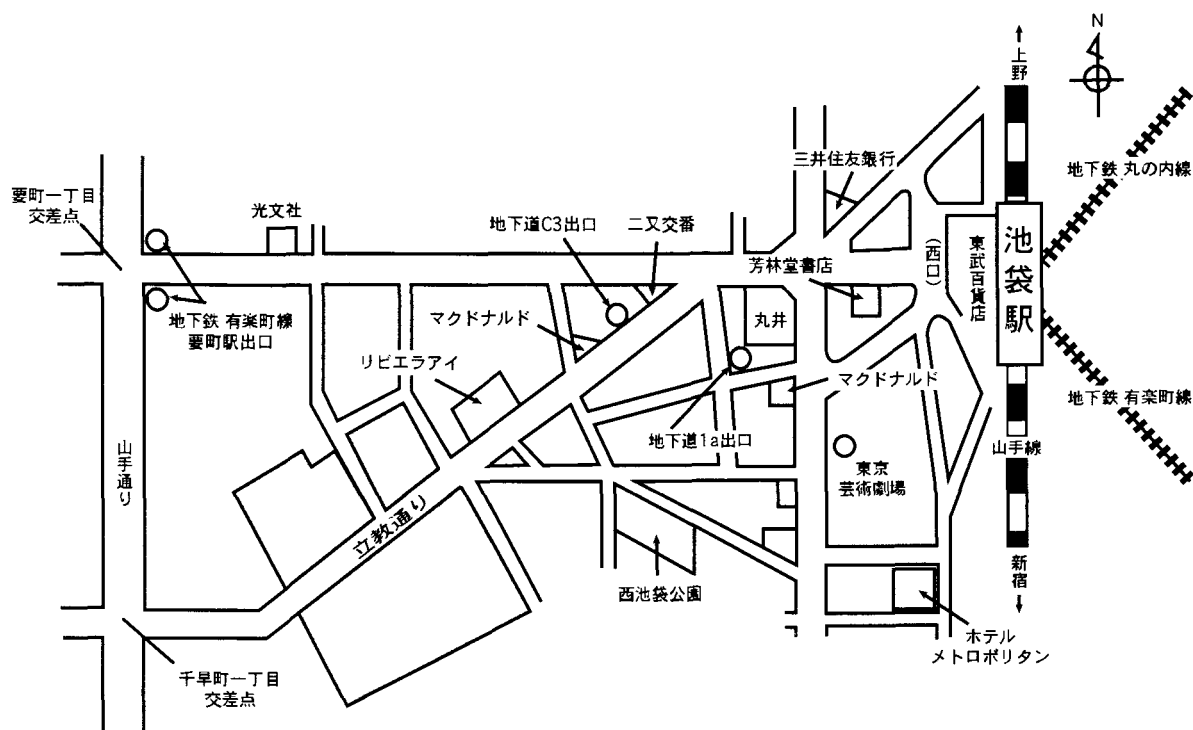 N
上野
三井住友銀行
地下鉄 丸の内線
要町一丁目
交差点
光文社
地下道C3出口
二又交番
芳林堂書店
(西口)
東武百貨店
池袋駅
地下鉄 有楽町線
要町駅出口
マクドナルド
丸井
リビエラアイ
マクドナルド
地下鉄 有楽町線
地下道1a出口
山手線
山手通り
東京
芸術劇場
立教通り
西池袋公園
新宿
ホテル
メトロポリタン
千早町一丁目
交差点